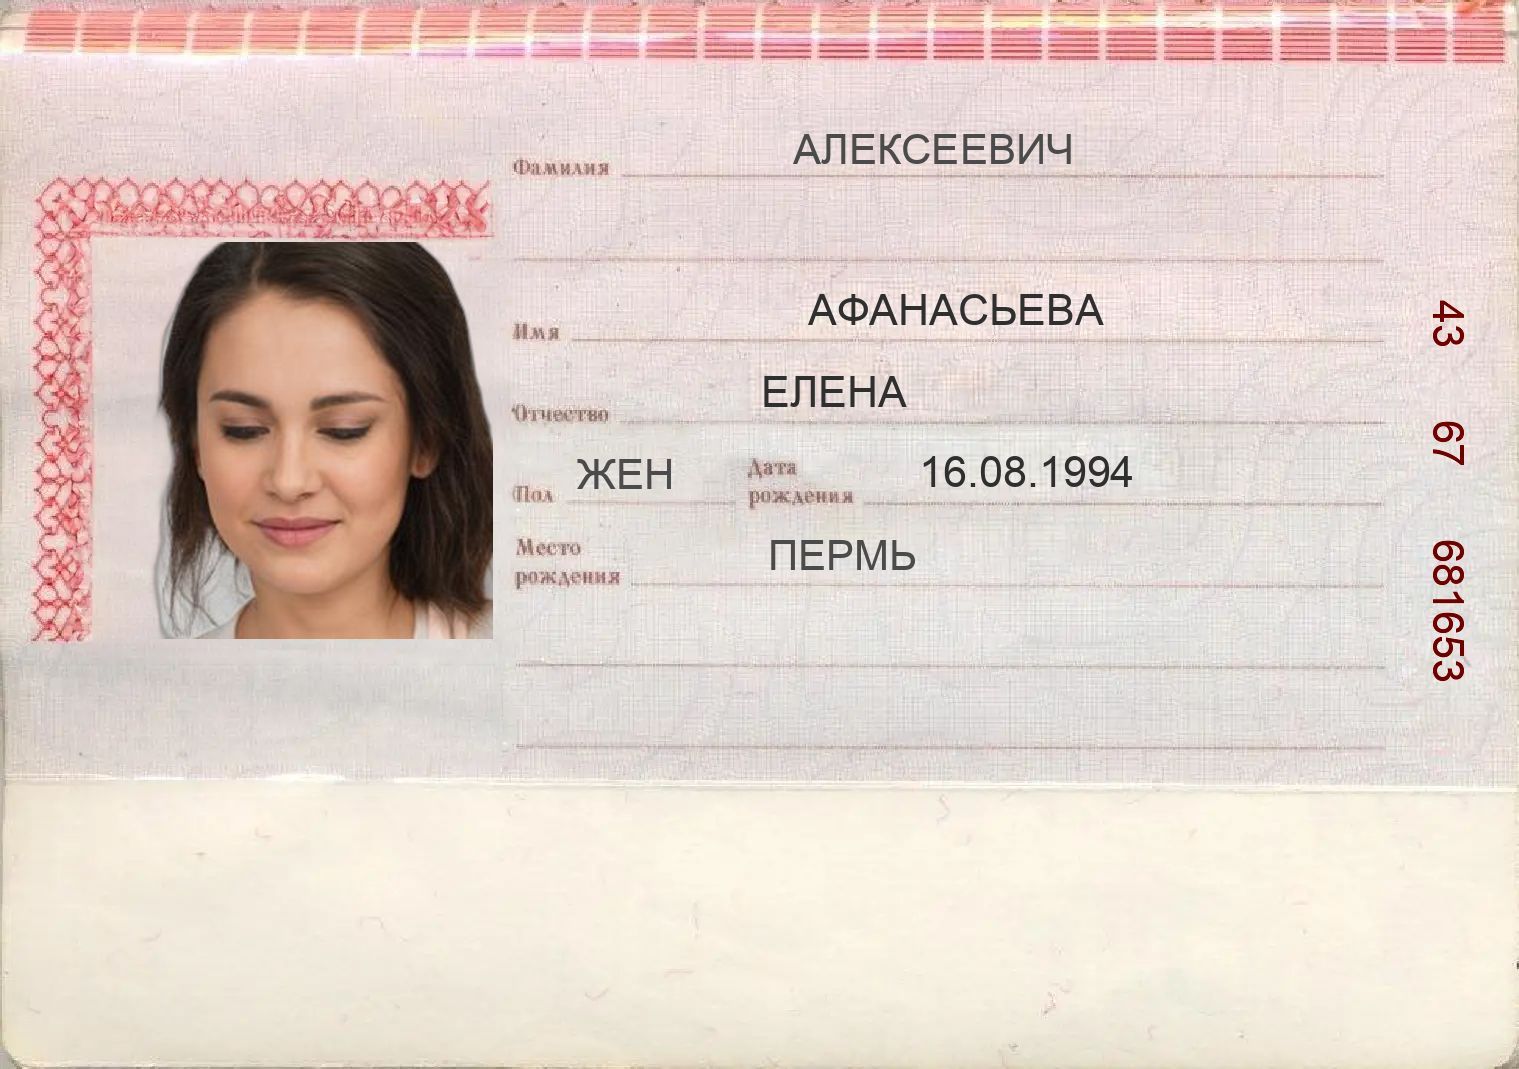 Фамилия АЛЕКСЕЕВИЧ
Имя АФАНАСЬЕВА
Отчество ЕЛЕНА
Пол ЖЕН Дата рождения 16.08.1994
Место рождения ПЕРМЬ
43 67 681653